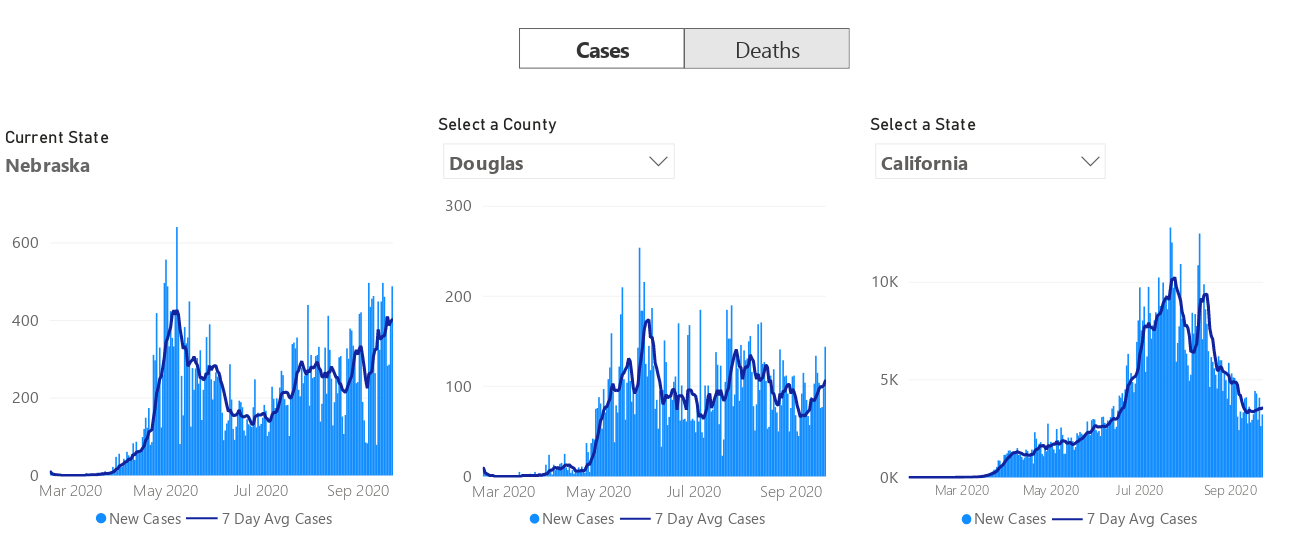 Cases Deaths
Current State
Nebraska
600
400
200
0
Mar 2020 May 2020 Jul 2020 Sep 2020
New Cases 7 Day Avg Cases
Select a County
Douglas
300
200
100
0
Mar 2020 May 2020 Jul 2020 Sep 2020
New Cases 7 Day Avg Cases
Select a State
California
10K
5K
0K
Mar 2020 May 2020 Jul 2020 Sep 2020
New Cases 7 Day Avg Cases